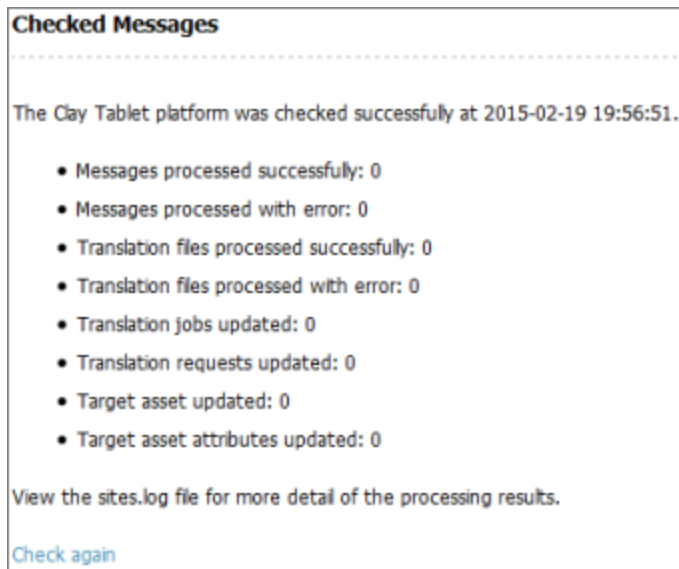 Checked Messages
The Clay Tablet platform was checked successfully at 2015-02-19 19:56:51.
• Messages processed successfully: 0
• Messages processed with error: 0
• Translation files processed successfully: 0
• Translation files processed with error: 0
• Translation jobs updated: 0
• Translation requests updated: 0
• Target asset updated: 0
• Target asset attributes updated: 0
View the sites.log file for more detail of the processing results.
Check again